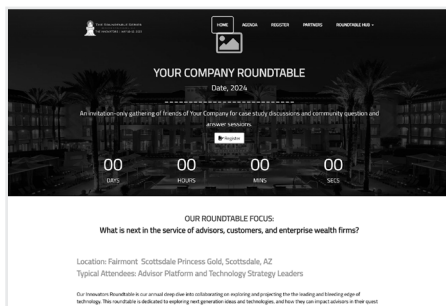 HOME AGENDA REGISTER PARTNERS ROUNDTABLE HUB
YOUR COMPANY ROUNDTABLE
Date, 2024
An invitation-only gathering of friends of Your Company for case study discussions and community question and
answer sessions.
Register
00 00 00 00
DAYS HOURS MINS SECS
OUR ROUNDTABLE FOCUS:
What is next in the service of advisors, customers, and enterprise wealth firms?
Location: Fairmont Scottsdale Princess Gold, Scottsdale, AZ
Typical Attendees: Advisor Platform and Technology Strategy Leaders
Our Innovators Roundtable is our annual deep dive into collaborating on exploring and projecting the the leading and bleeding edge of
technology. This roundtable is dedicated to exploring next generation ideas and technologies, and how they can impact advisors in their quest